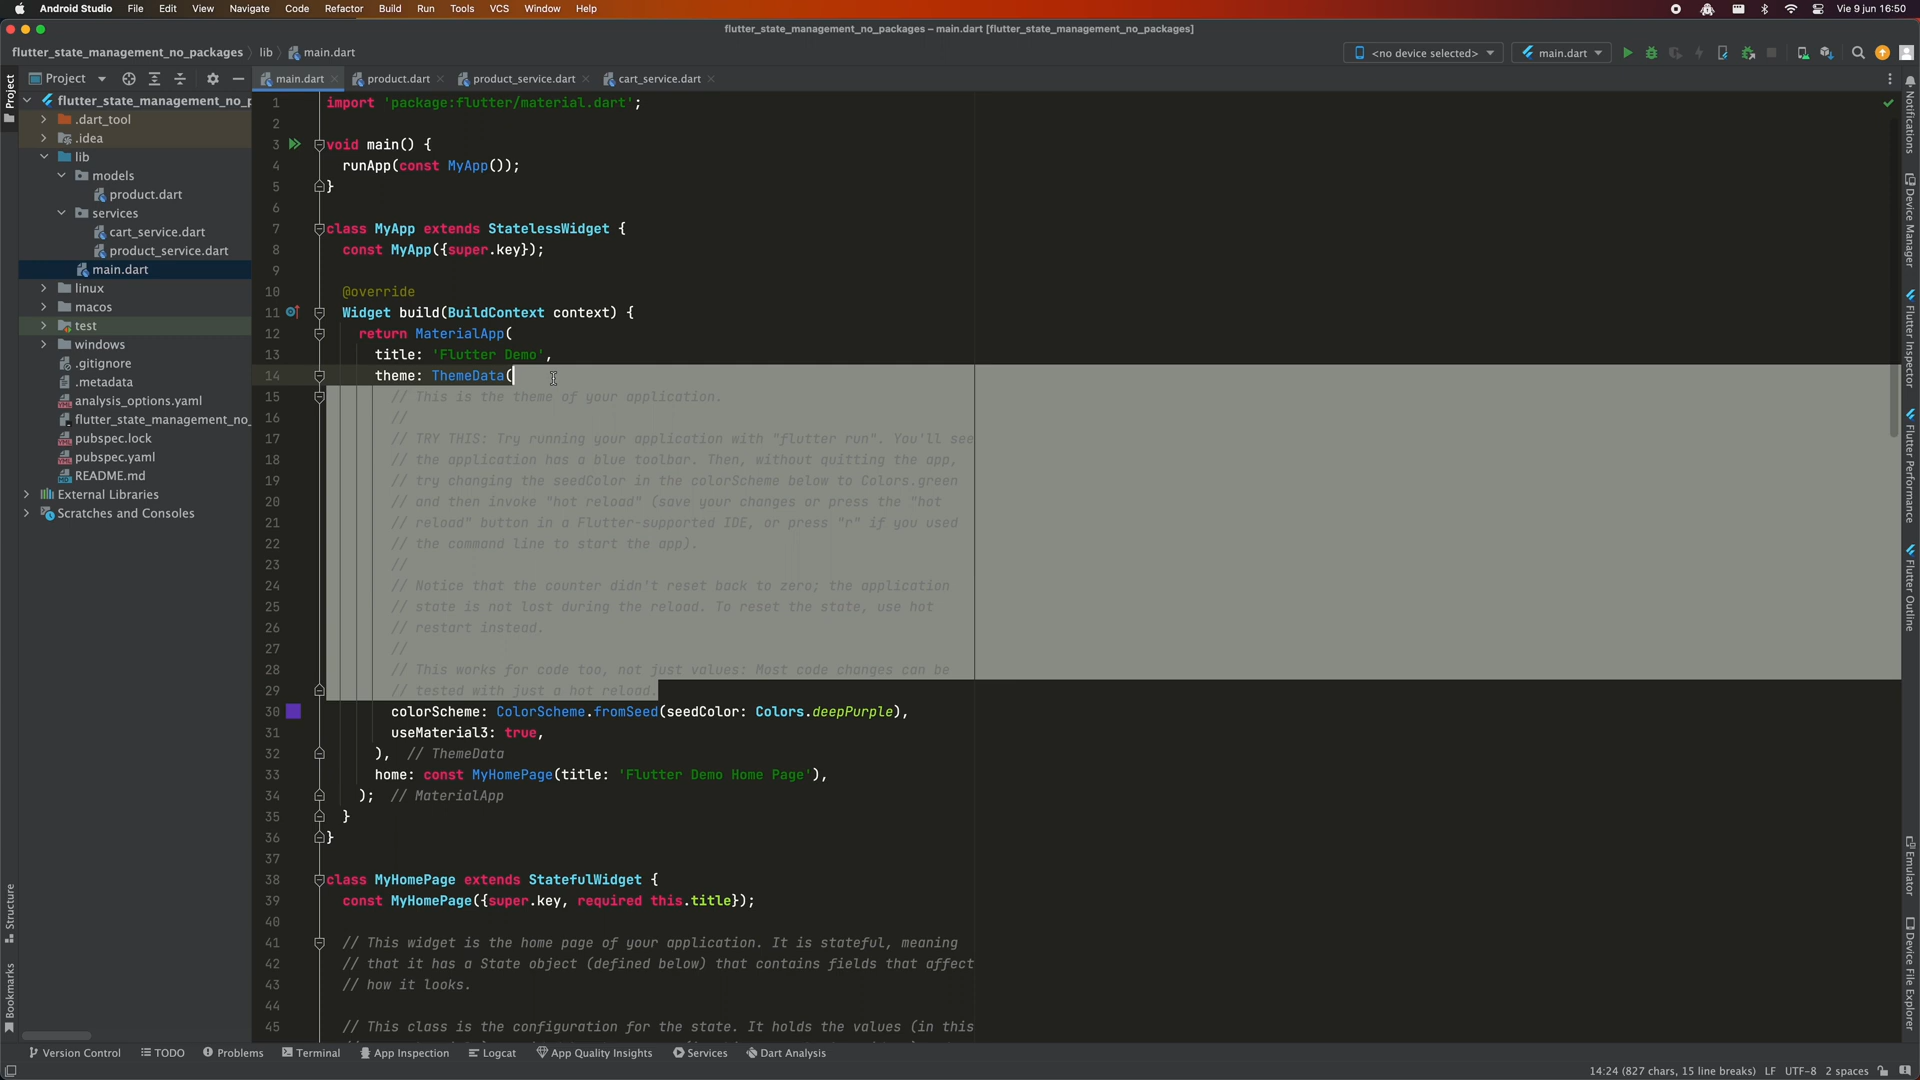 Android Studio File Edit View Navigate Code Refactor Build Run Tools VCS Window Help Vie 9 jun 16:50
flutter_state_management_no_packages – main.dart [flutter_state_management_no_packages]
flutter_state_management_no_packages lib main.dart <no device selected> main.dart
Project main.dart product.dart product_service.dart cart_service.dart
Project
flutter_state_management_no_p
.dart_tool
.idea
lib
models
product.dart
services
cart_service.dart
product_service.dart
main.dart
linux
macos
test
windows
.gitignore
.metadata
analysis_options.yaml
flutter_state_management_no_
pubspec.lock
pubspec.yaml
README.md
External Libraries
Scratches and Consoles
Structure
Bookmarks
1 import 'package:flutter/material.dart';
2
3 void main() {
4 runApp(const MyApp());
5 }
6
7 class MyApp extends StatelessWidget {
8 const MyApp({super.key});
9
10 @override
11 Widget build(BuildContext context) {
12 return MaterialApp(
13 title: 'Flutter Demo',
14 theme: ThemeData(
15 // This is the theme of your application.
16 //
17 // TRY THIS: Try running your application with "flutter run". You'll see
18 // the application has a blue toolbar. Then, without quitting the app,
19 // try changing the seedColor in the colorScheme below to Colors.green
20 // and then invoke "hot reload" (save your changes or press the "hot
21 // reload" button in a Flutter-supported IDE, or press "r" if you used
22 // the command line to start the app).
23 //
24 // Notice that the counter didn't reset back to zero; the application
25 // state is not lost during the reload. To reset the state, use hot
26 // restart instead.
27 //
28 // This works for code too, not just values: Most code changes can be
29 // tested with just a hot reload.
30 colorScheme: ColorScheme.fromSeed(seedColor: Colors.deepPurple),
31 useMaterial3: true,
32 ), // ThemeData
33 home: const MyHomePage(title: 'Flutter Demo Home Page'),
34 ); // MaterialApp
35 }
36 }
37
38 class MyHomePage extends StatefulWidget {
39 const MyHomePage({super.key, required this.title});
40
41 // This widget is the home page of your application. It is stateful, meaning
42 // that it has a State object (defined below) that contains fields that affect
43 // how it looks.
44
45 // This class is the configuration for the state. It holds the values (in this
Notifications
Device Manager
Flutter Inspector
Flutter Performance
Flutter Outline
Emulator
Device File Explorer
Version Control TODO Problems Terminal App Inspection Logcat App Quality Insights Services Dart Analysis
14:24 (827 chars, 15 line breaks) LF UTF-8 2 spaces